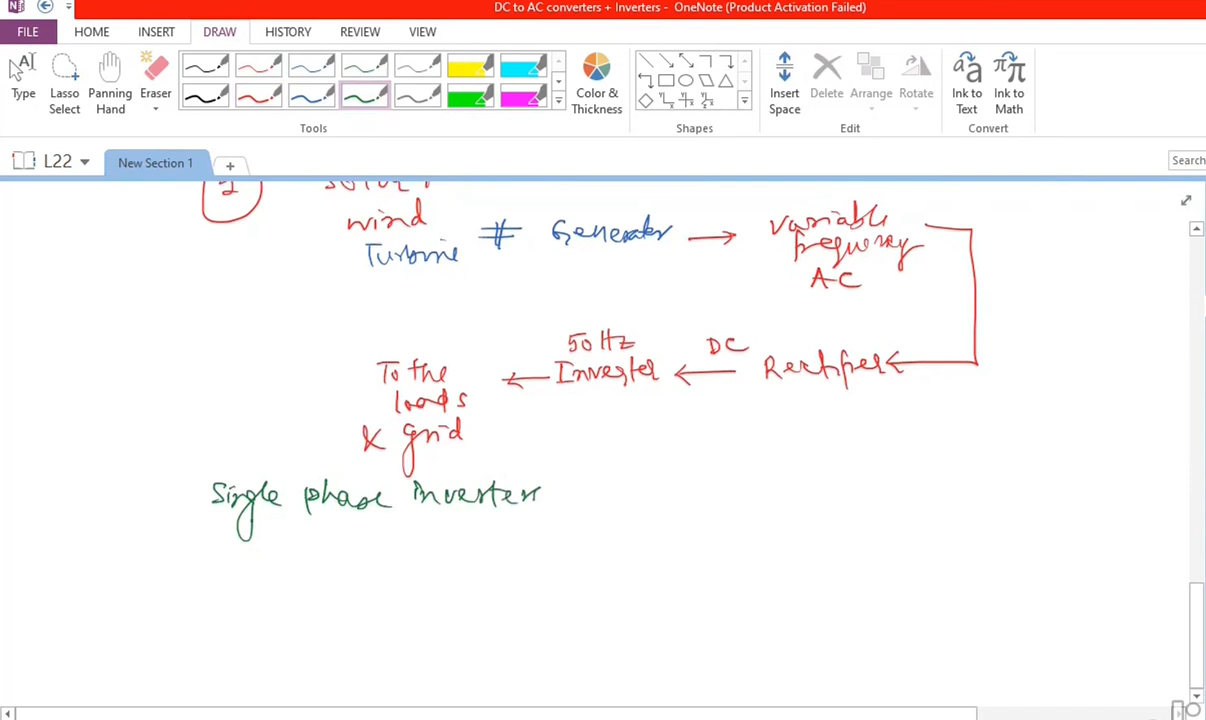 DC to AC converters + Inverters - OneNote (Product Activation Failed)
FILE HOME INSERT DRAW HISTORY REVIEW VIEW
Type Lasso Select Panning Hand Eraser Color & Thickness Insert Space Delete Arrange Rotate Ink to Text Ink to Math
Tools Shapes Edit Convert
L22 New Section 1 + Search
wind
Turbine # Generator → variable
frequency
AC
50 Hz DC
To the ← Inverter ← Rectifier ←
loads
& grid
Single phase inverters